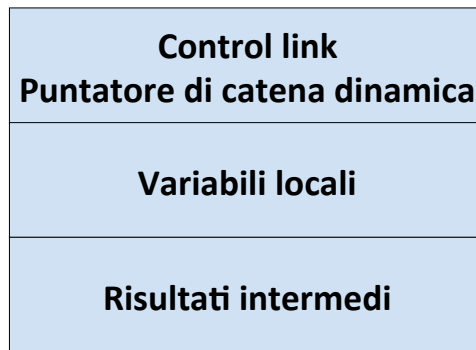 Control link
Puntatore di catena dinamica
Variabili locali
Risultati intermedi